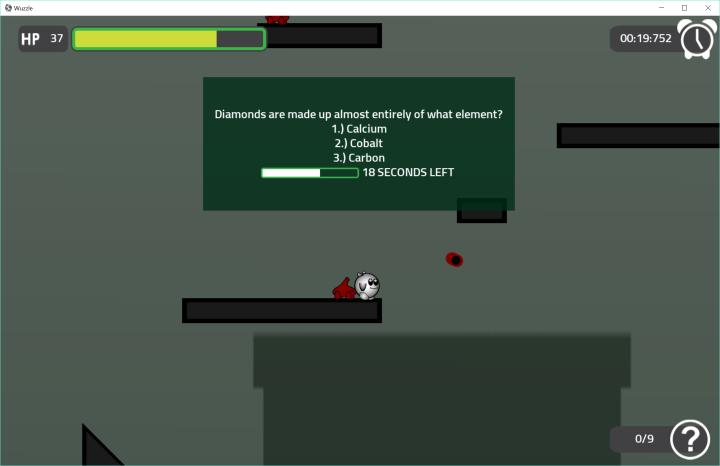 Wuzzle
HP 37
00:19:752
Diamonds are made up almost entirely of what element?
1.) Calcium
2.) Cobalt
3.) Carbon
18 SECONDS LEFT
0/9
?